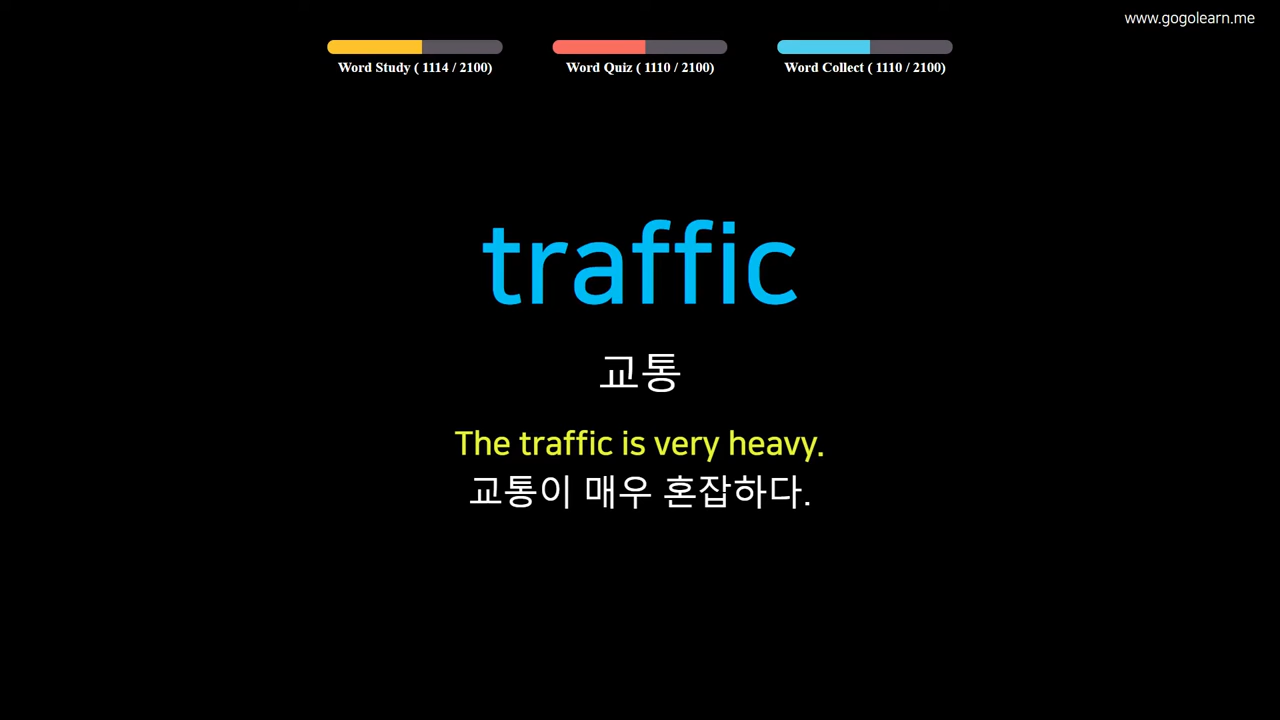 www.gogolearn.me
Word Study ( 1114 / 2100)
Word Quiz ( 1110 / 2100)
Word Collect ( 1110 / 2100)
traffic
교통
The traffic is very heavy.
교통이 매우 혼잡하다.